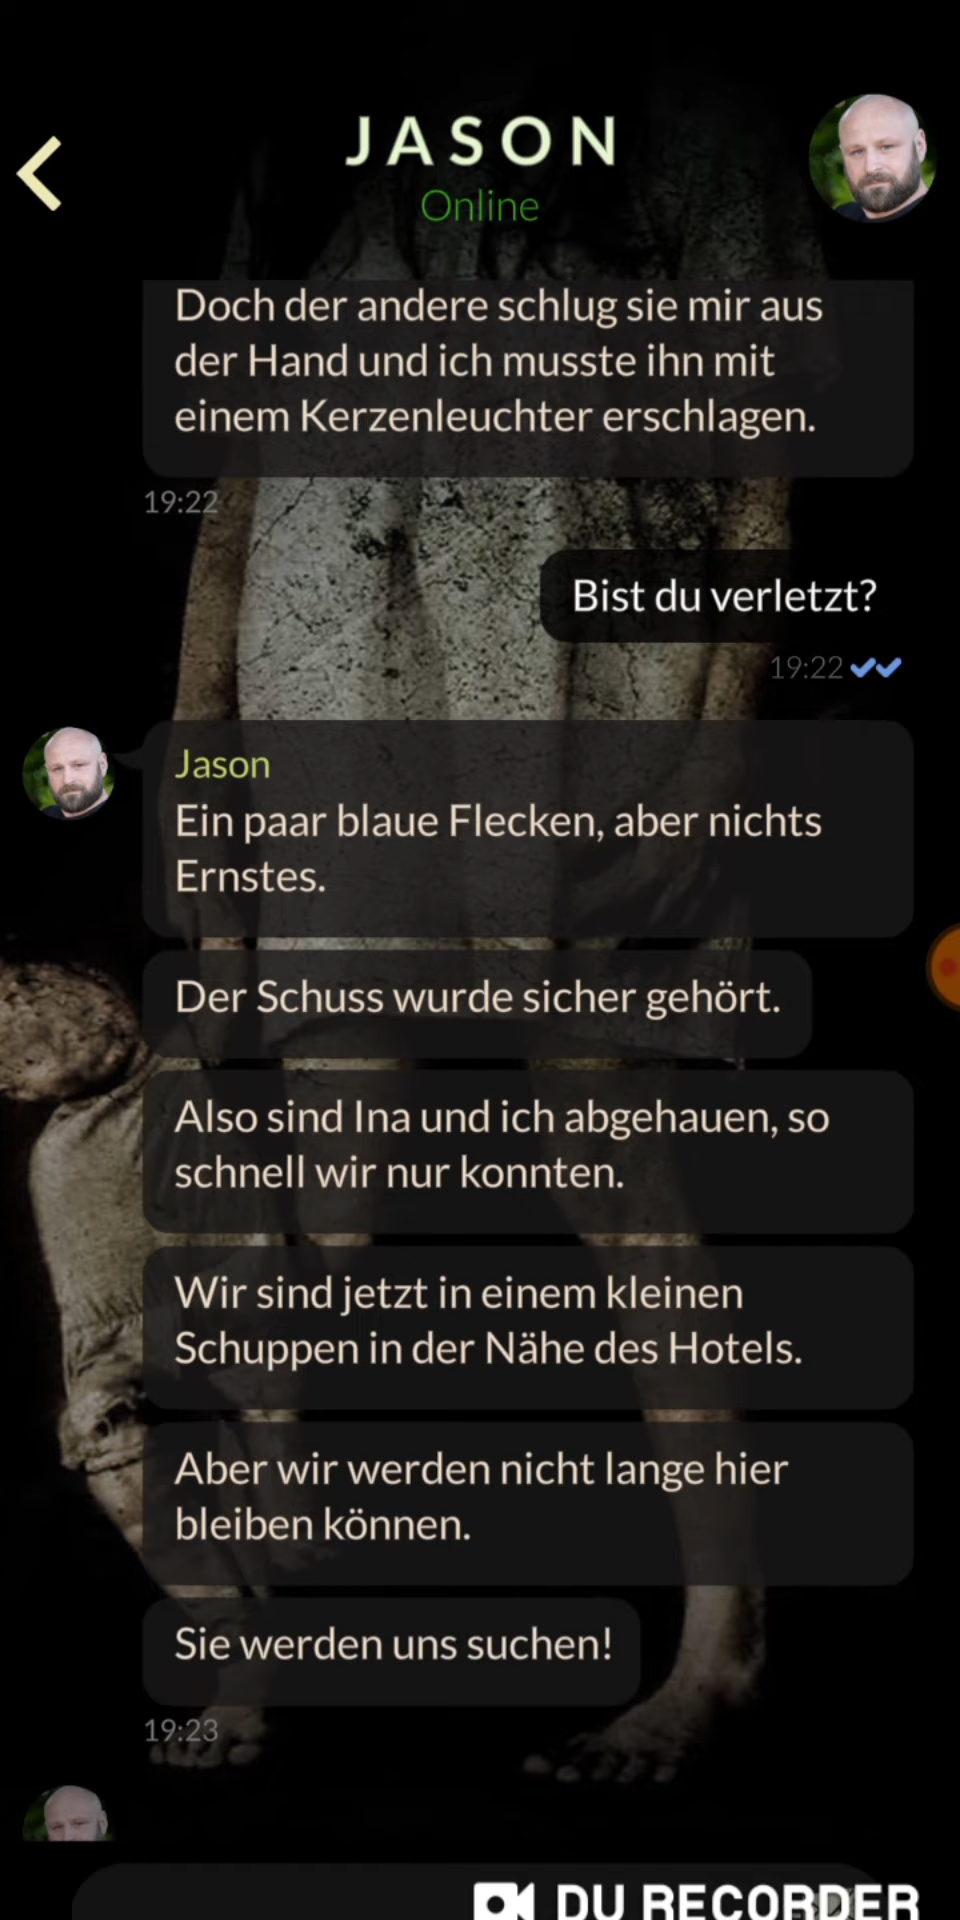 JASON
Online
Doch der andere schlug sie mir aus
der Hand und ich musste ihn mit
einem Kerzenleuchter erschlagen.
19:22
Bist du verletzt?
19:22
Jason
Ein paar blaue Flecken, aber nichts
Ernstes.
Der Schuss wurde sicher gehört.
Also sind Ina und ich abgehauen, so
schnell wir nur konnten.
Wir sind jetzt in einem kleinen
Schuppen in der Nähe des Hotels.
Aber wir werden nicht lange hier
bleiben können.
Sie werden uns suchen!
19:23
DU RECORDER